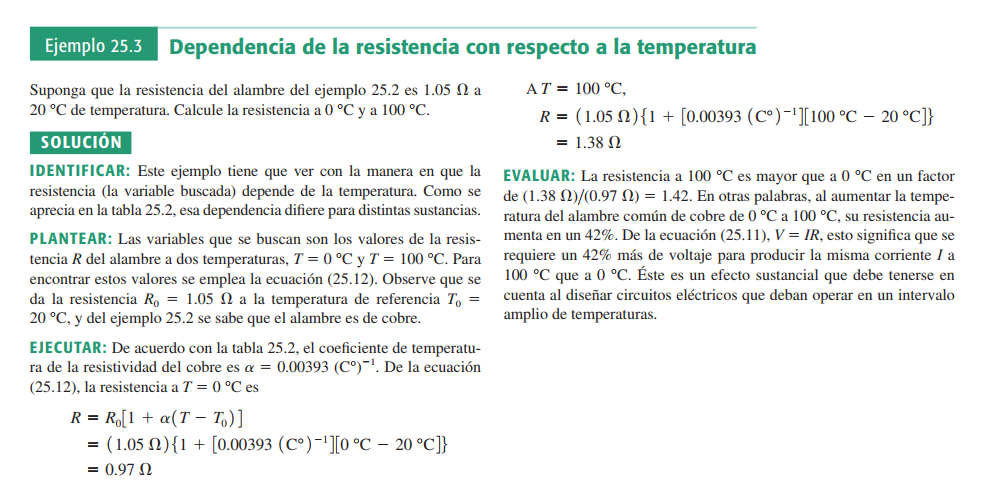 Ejemplo 25.3 Dependencia de la resistencia con respecto a la temperatura
Suponga que la resistencia del alambre del ejemplo 25.2 es 1.05 Ω a
20 °C de temperatura. Calcule la resistencia a 0 °C y a 100 °C.
SOLUCIÓN
IDENTIFICAR: Este ejemplo tiene que ver con la manera en que la
resistencia (la variable buscada) depende de la temperatura. Como se
aprecia en la tabla 25.2, esa dependencia difiere para distintas sustancias.
PLANTEAR: Las variables que se buscan son los valores de la resis-
tencia R del alambre a dos temperaturas, T = 0 °C y T = 100 °C. Para
encontrar estos valores se emplea la ecuación (25.12). Observe que se
da la resistencia R₀ = 1.05 Ω a la temperatura de referencia T₀ =
20 °C, y del ejemplo 25.2 se sabe que el alambre es de cobre.
EJECUTAR: De acuerdo con la tabla 25.2, el coeficiente de temperatu-
ra de la resistividad del cobre es α = 0.00393 (C°)⁻¹. De la ecuación
(25.12), la resistencia a T = 0 °C es
R = R₀[1 + α(T − T₀)]
= (1.05 Ω){1 + [0.00393 (C°)⁻¹][0 °C − 20 °C]}
= 0.97 Ω
A T = 100 °C,
R = (1.05 Ω){1 + [0.00393 (C°)⁻¹][100 °C − 20 °C]}
= 1.38 Ω
EVALUAR: La resistencia a 100 °C es mayor que a 0 °C en un factor
de (1.38 Ω)/(0.97 Ω) = 1.42. En otras palabras, al aumentar la tempe-
ratura del alambre común de cobre de 0 °C a 100 °C, su resistencia au-
menta en un 42%. De la ecuación (25.11), V = IR, esto significa que se
requiere un 42% más de voltaje para producir la misma corriente I a
100 °C que a 0 °C. Éste es un efecto sustancial que debe tenerse en
cuenta al diseñar circuitos eléctricos que deban operar en un intervalo
amplio de temperaturas.